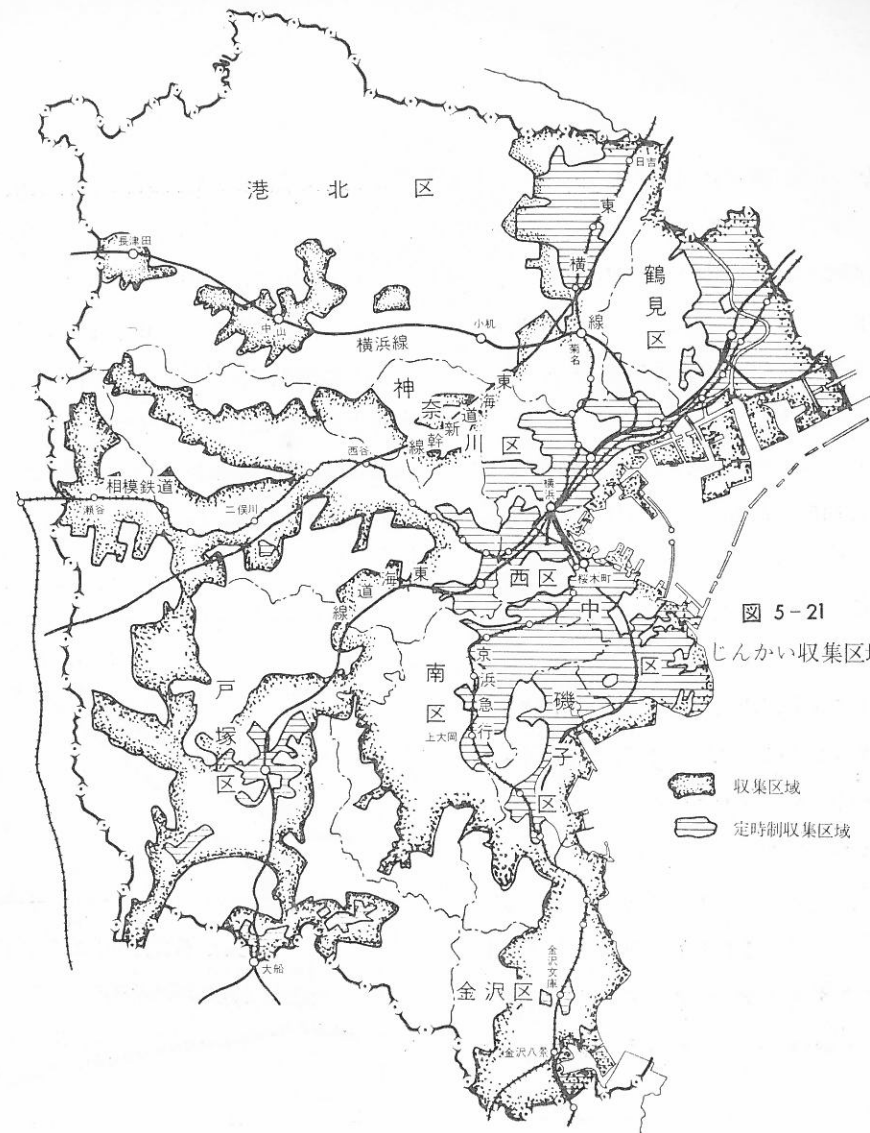 港北区
日吉
東横線
鶴見区
長津田
中山
小机
菊名
横浜線
東海道新幹線
神奈川区
西谷
相模鉄道
瀬谷
二俣川
横浜
東海道線
西区
桜木町
中区
図 5-21
じんかい収集区域
戸塚区
南区
京浜急行
上大岡
磯子区
収集区域
定時制収集区域
大船
金沢区
金沢文庫
金沢八景